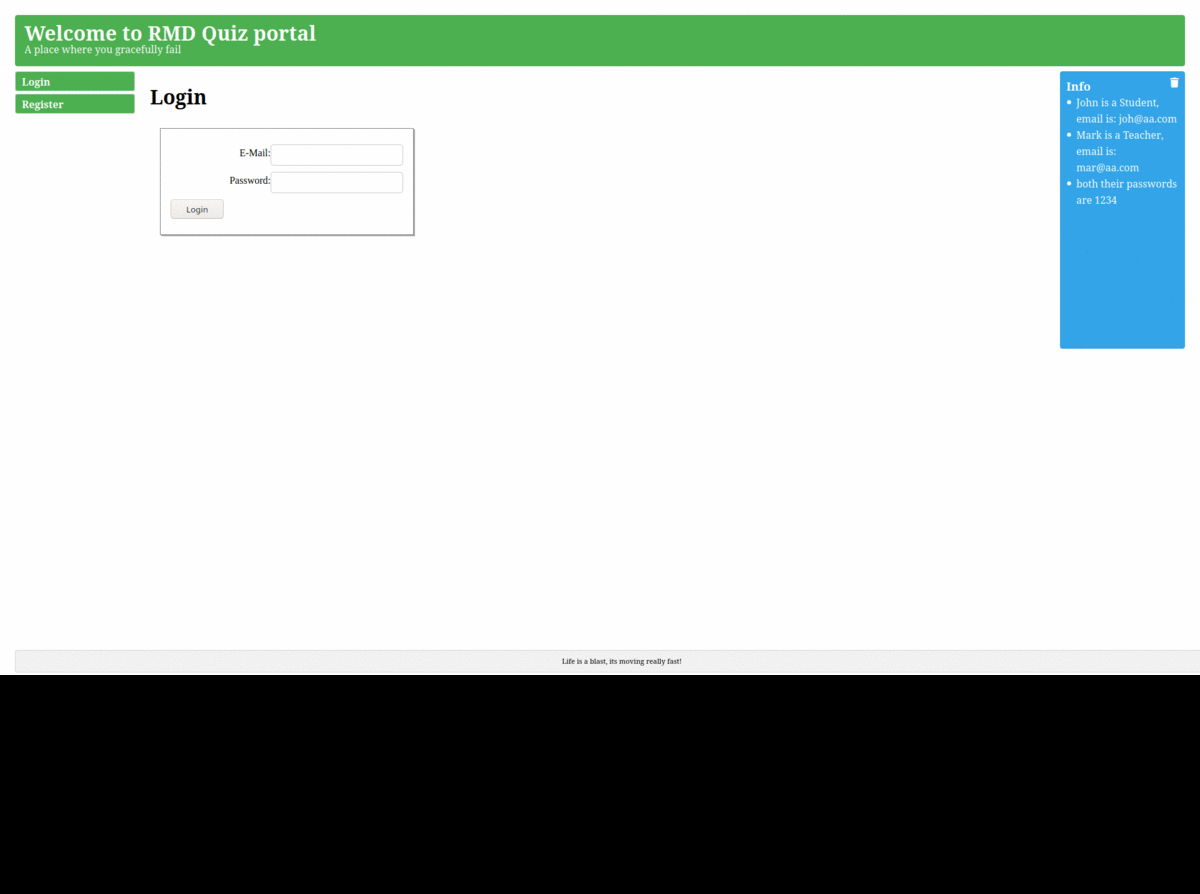 Welcome to RMD Quiz portal
A place where you gracefully fail
Login
Register
Login
E-Mail:
Password:
Login
Info
John is a Student,
email is: joh@aa.com
Mark is a Teacher,
email is:
mar@aa.com
both their passwords
are 1234
Life is a blast, its moving really fast!